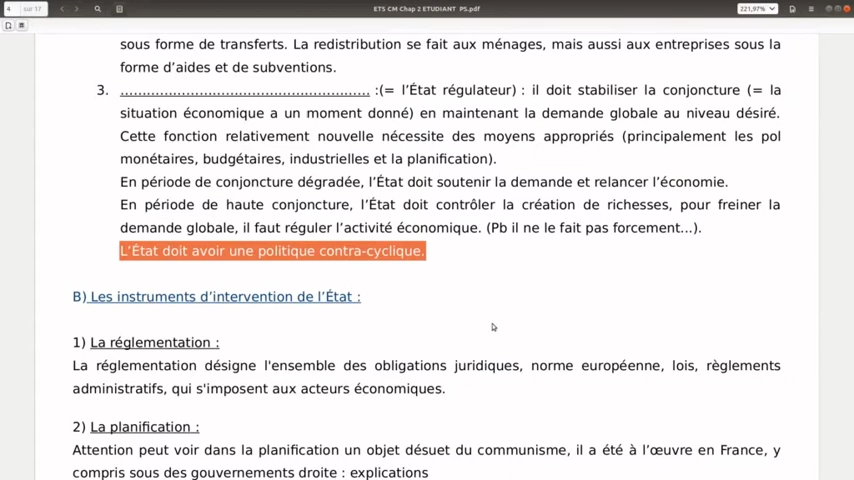 4 sur 17
ETS CM Chap 2 ETUDIANT PS.pdf
221,97%
sous forme de transferts. La redistribution se fait aux ménages, mais aussi aux entreprises sous la
forme d’aides et de subventions.
3. ........................................................ :(= l’État régulateur) : il doit stabiliser la conjoncture (= la
situation économique a un moment donné) en maintenant la demande globale au niveau désiré.
Cette fonction relativement nouvelle nécessite des moyens appropriés (principalement les pol
monétaires, budgétaires, industrielles et la planification).
En période de conjoncture dégradée, l’État doit soutenir la demande et relancer l’économie.
En période de haute conjoncture, l’État doit contrôler la création de richesses, pour freiner la
demande globale, il faut réguler l’activité économique. (Pb il ne le fait pas forcement...).
L’État doit avoir une politique contra-cyclique.
B) Les instruments d’intervention de l’État :
1) La réglementation :
La réglementation désigne l'ensemble des obligations juridiques, norme européenne, lois, règlements
administratifs, qui s'imposent aux acteurs économiques.
2) La planification :
Attention peut voir dans la planification un objet désuet du communisme, il a été à l’œuvre en France, y
compris sous des gouvernements droite : explications